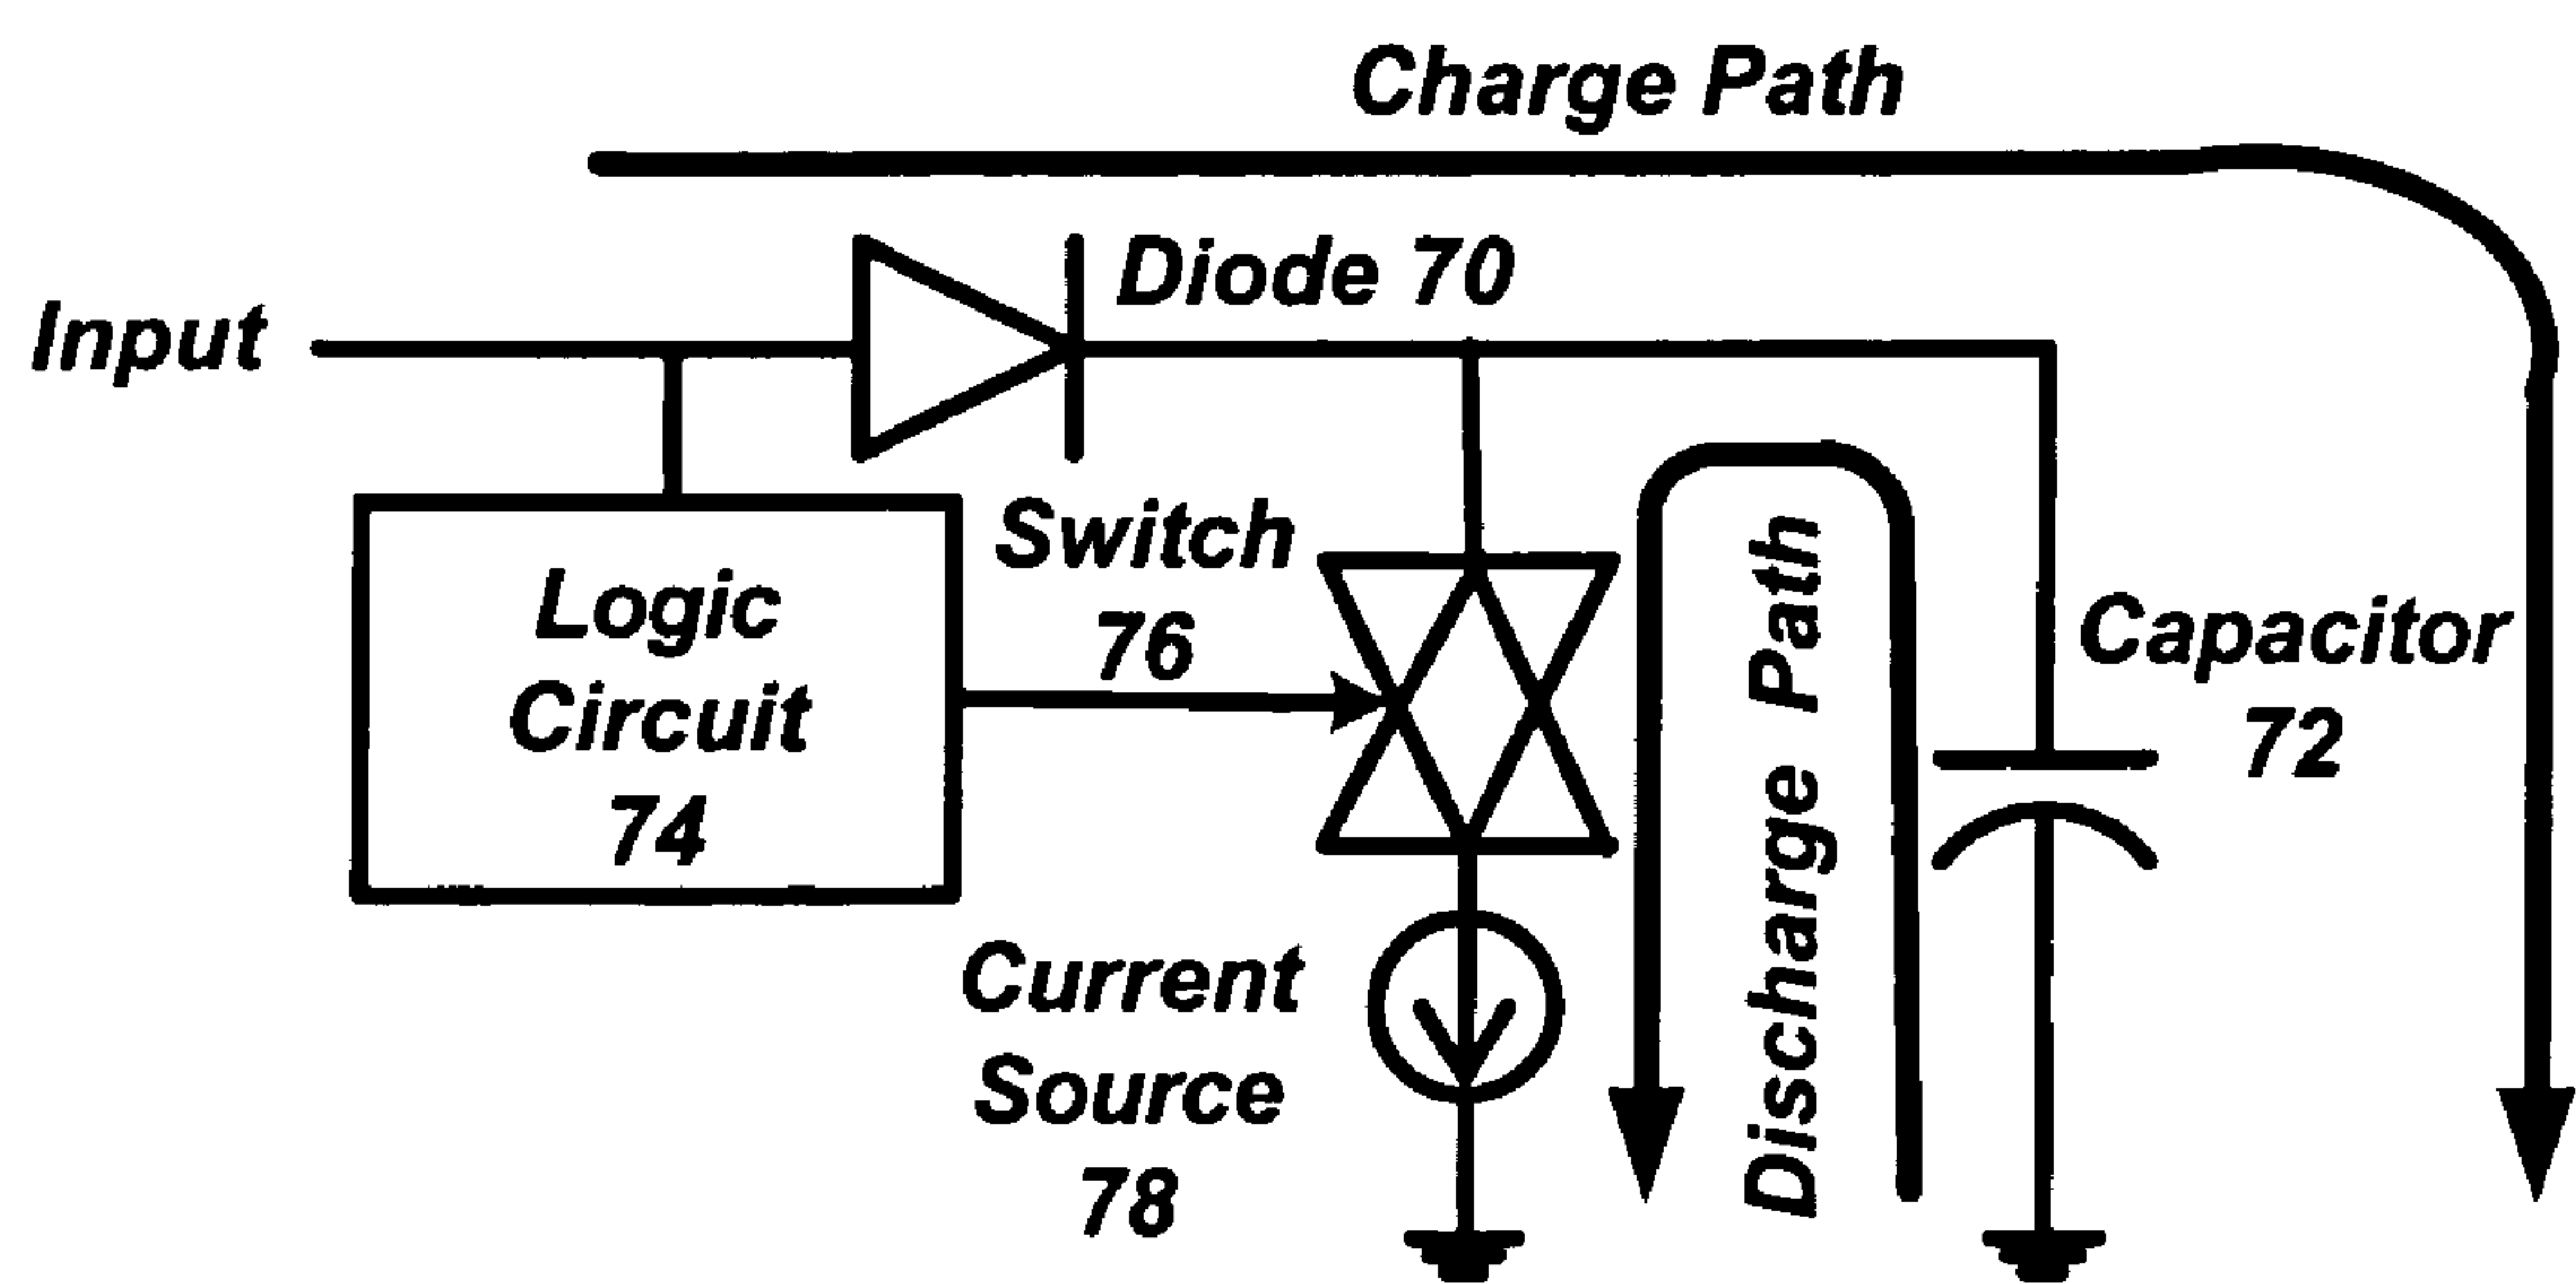 Charge Path
Diode 70
Input
Switch
76
Logic
Circuit
74
Discharge Path
Capacitor
72
Current
Source
78